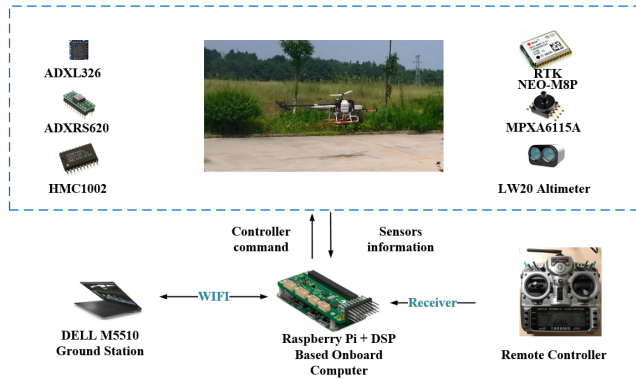 ADXL326
ADXRS620
HMC1002
RTK
NEO-M8P
MPXA6115A
LW20 Altimeter
Controller
command
Sensors
information
WIFI
Receiver
DELL M5510
Ground Station
Raspberry Pi + DSP
Based Onboard
Computer
Remote Controller